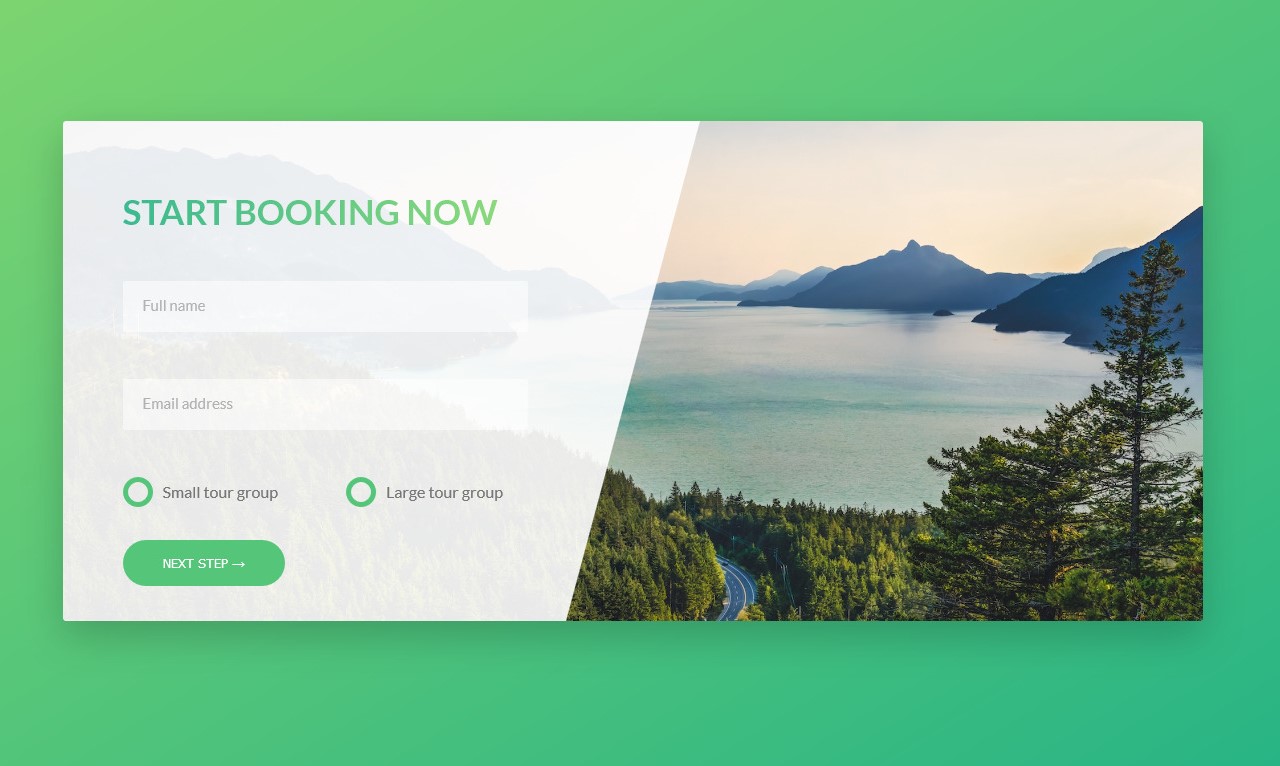 START BOOKING NOW
Full name
Email address
Small tour group
Large tour group
NEXT STEP →